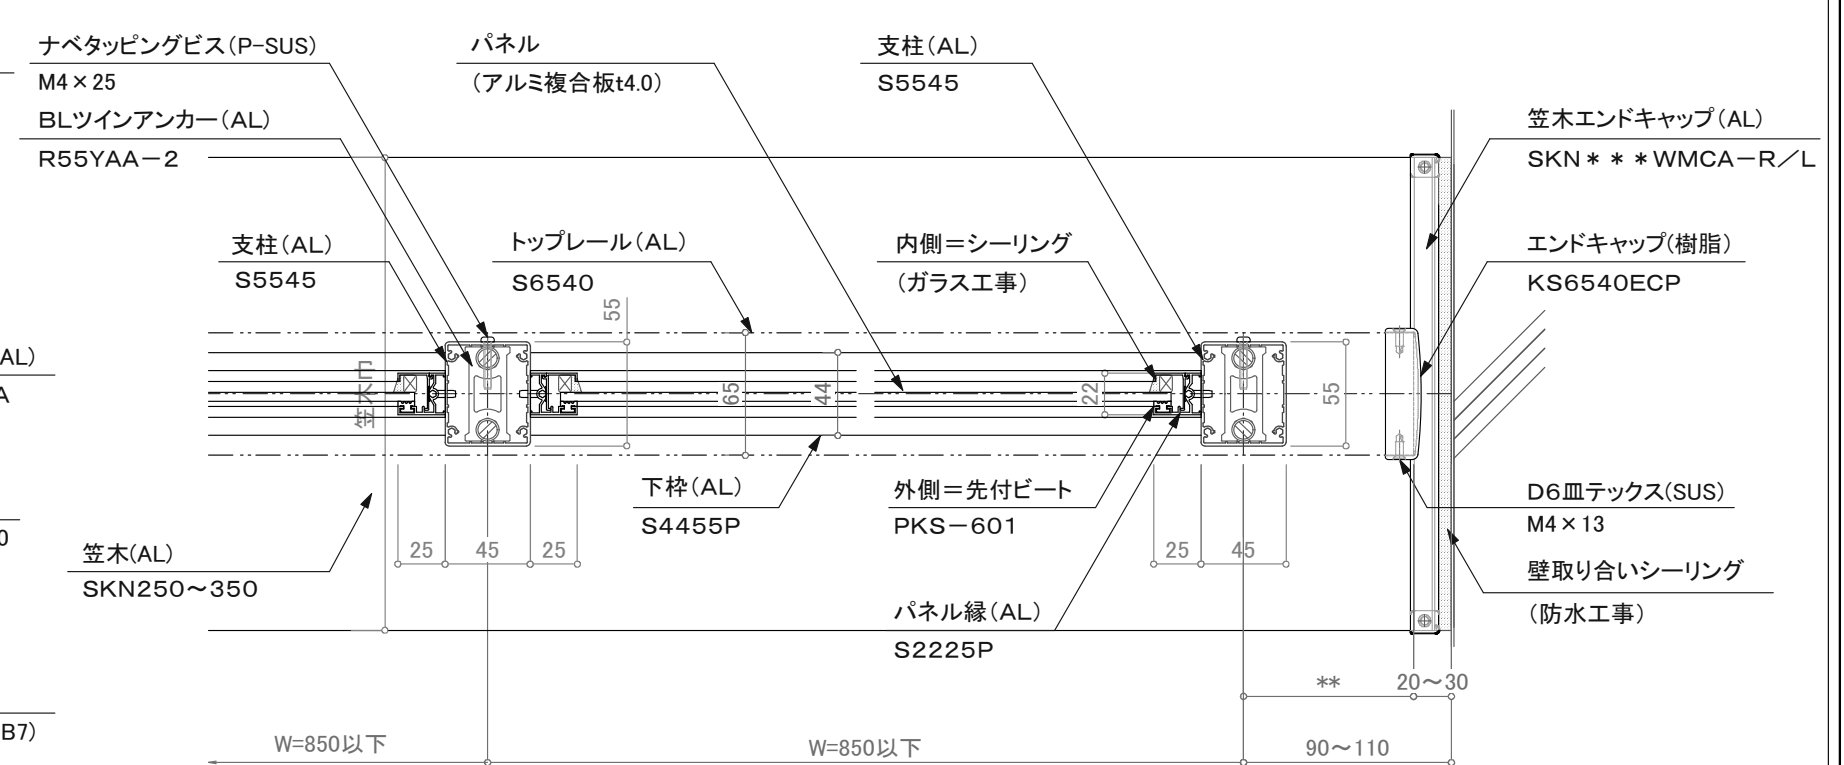 ナベタッピングビス(P-SUS)
M4×25
BLツインアンカー(AL)
R55YAA-2
パネル
(アルミ複合板t4.0)
支柱(AL)
S5545
笠木エンドキャップ(AL)
SKN***WMCA-R/L
支柱(AL)
S5545
トップレール(AL)
S6540
内側=シーリング
(ガラス工事)
エンドキャップ(樹脂)
KS6540ECP
AL)
A
笠木巾
55
65
44
22
55
下枠(AL)
S4455P
外側=先付ビート
PKS-601
D6皿テックス(SUS)
M4×13
0
笠木(AL)
SKN250~350
25
45
25
25
45
壁取り合いシーリング
(防水工事)
パネル縁(AL)
S2225P
**
20~30
B7)
W=850以下
W=850以下
90~110